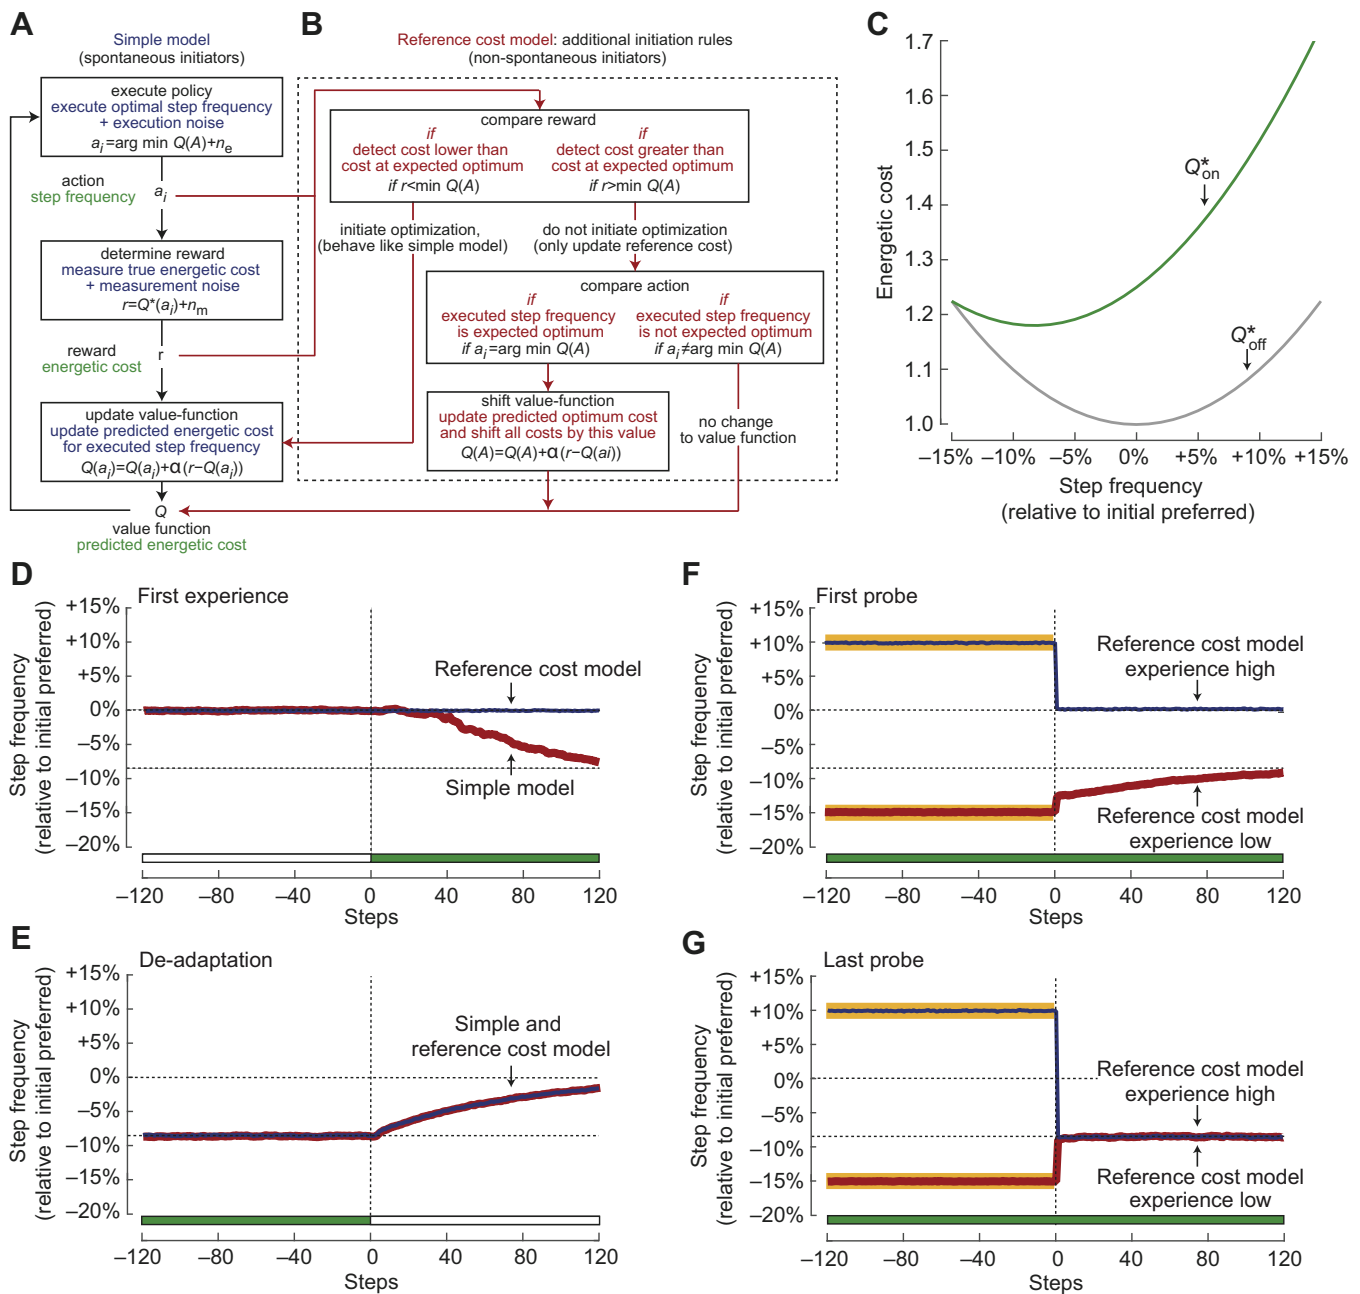 A
Simple model
(spontaneous initiators)
execute policy
execute optimal step frequency
+ execution noise
aᵢ=arg min Q(A)+nₑ
action
step frequency
aᵢ
determine reward
measure true energetic cost
+ measurement noise
r=Q*(aᵢ)+nₘ
reward
energetic cost
r
update value-function
update predicted energetic cost
for executed step frequency
Q(aᵢ)=Q(aᵢ)+α(r–Q(aᵢ))
Q
value function
predicted energetic cost
B
Reference cost model: additional initiation rules
(non-spontaneous initiators)
compare reward
if
detect cost lower than
cost at expected optimum
if r<min Q(A)
if
detect cost greater than
cost at expected optimum
if r>min Q(A)
initiate optimization,
(behave like simple model)
do not initiate optimization
(only update reference cost)
compare action
if
executed step frequency
is expected optimum
if aᵢ=arg min Q(A)
if
executed step frequency
is not expected optimum
if aᵢ≠arg min Q(A)
shift value-function
update predicted optimum cost
and shift all costs by this value
Q(A)=Q(A)+α(r–Q(ai))
no change
to value function
C
Energetic cost
1.7
1.6
1.5
1.4
1.3
1.2
1.1
1.0
Q*on
Q*off
–15% –10% –5% 0% +5% +10% +15%
Step frequency
(relative to initial preferred)
D
First experience
Step frequency
(relative to initial preferred)
+15%
+10%
+5%
0%
–5%
–10%
–15%
–20%
Reference cost model
Simple model
–120 –80 –40 0 40 80 120
Steps
E
De-adaptation
Step frequency
(relative to initial preferred)
+15%
+10%
+5%
0%
–5%
–10%
–15%
–20%
Simple and
reference cost model
–120 –80 –40 0 40 80 120
Steps
F
First probe
Step frequency
(relative to initial preferred)
+15%
+10%
+5%
0%
–5%
–10%
–15%
–20%
Reference cost model
experience high
Reference cost model
experience low
–120 –80 –40 0 40 80 120
Steps
G
Last probe
Step frequency
(relative to initial preferred)
+15%
+10%
+5%
0%
–5%
–10%
–15%
–20%
Reference cost model
experience high
Reference cost model
experience low
–120 –80 –40 0 40 80 120
Steps